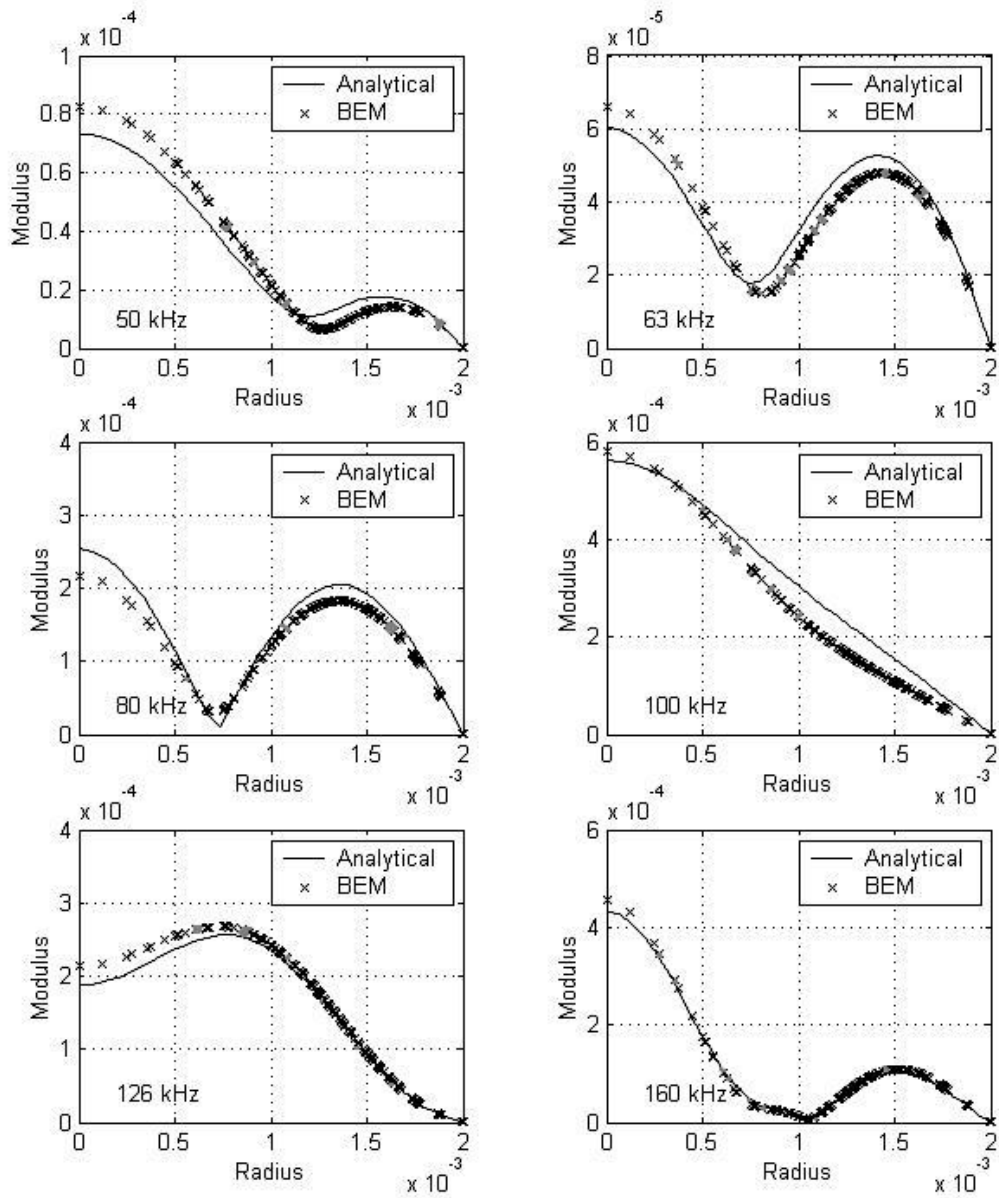 x 10 -4
1
0.8
0.6
0.4
0.2
0
Modulus
Analytical
BEM
50 kHz
0 0.5 1 1.5 2
Radius
x 10 -3
x 10 -5
8
6
4
2
0
Modulus
Analytical
BEM
63 kHz
0 0.5 1 1.5 2
Radius
x 10 -3
x 10 -4
4
3
2
1
0
Modulus
Analytical
BEM
80 kHz
0 0.5 1 1.5 2
Radius
x 10 -3
x 10 -4
6
4
2
0
Modulus
Analytical
BEM
100 kHz
0 0.5 1 1.5 2
Radius
x 10 -3
x 10 -4
4
3
2
1
0
Modulus
Analytical
BEM
126 kHz
0 0.5 1 1.5 2
Radius
x 10 -3
x 10 -4
6
4
2
0
Modulus
Analytical
BEM
160 kHz
0 0.5 1 1.5 2
Radius
x 10 -3